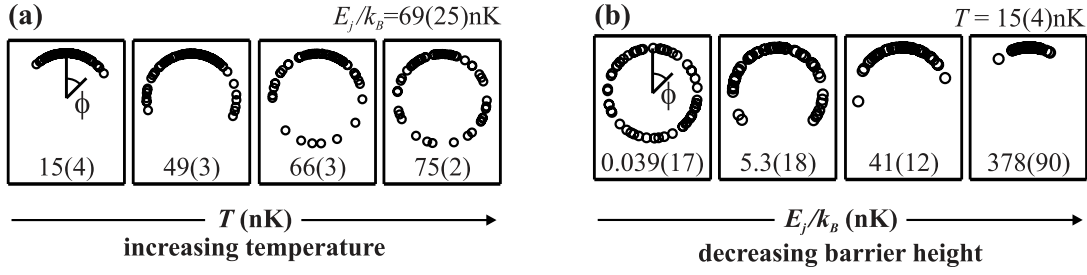 (a)
E_j/k_B=69(25)nK
ϕ
15(4)
49(3)
66(3)
75(2)
T (nK)
increasing temperature
(b)
T = 15(4)nK
ϕ
0.039(17)
5.3(18)
41(12)
378(90)
E_j/k_B (nK)
decreasing barrier height